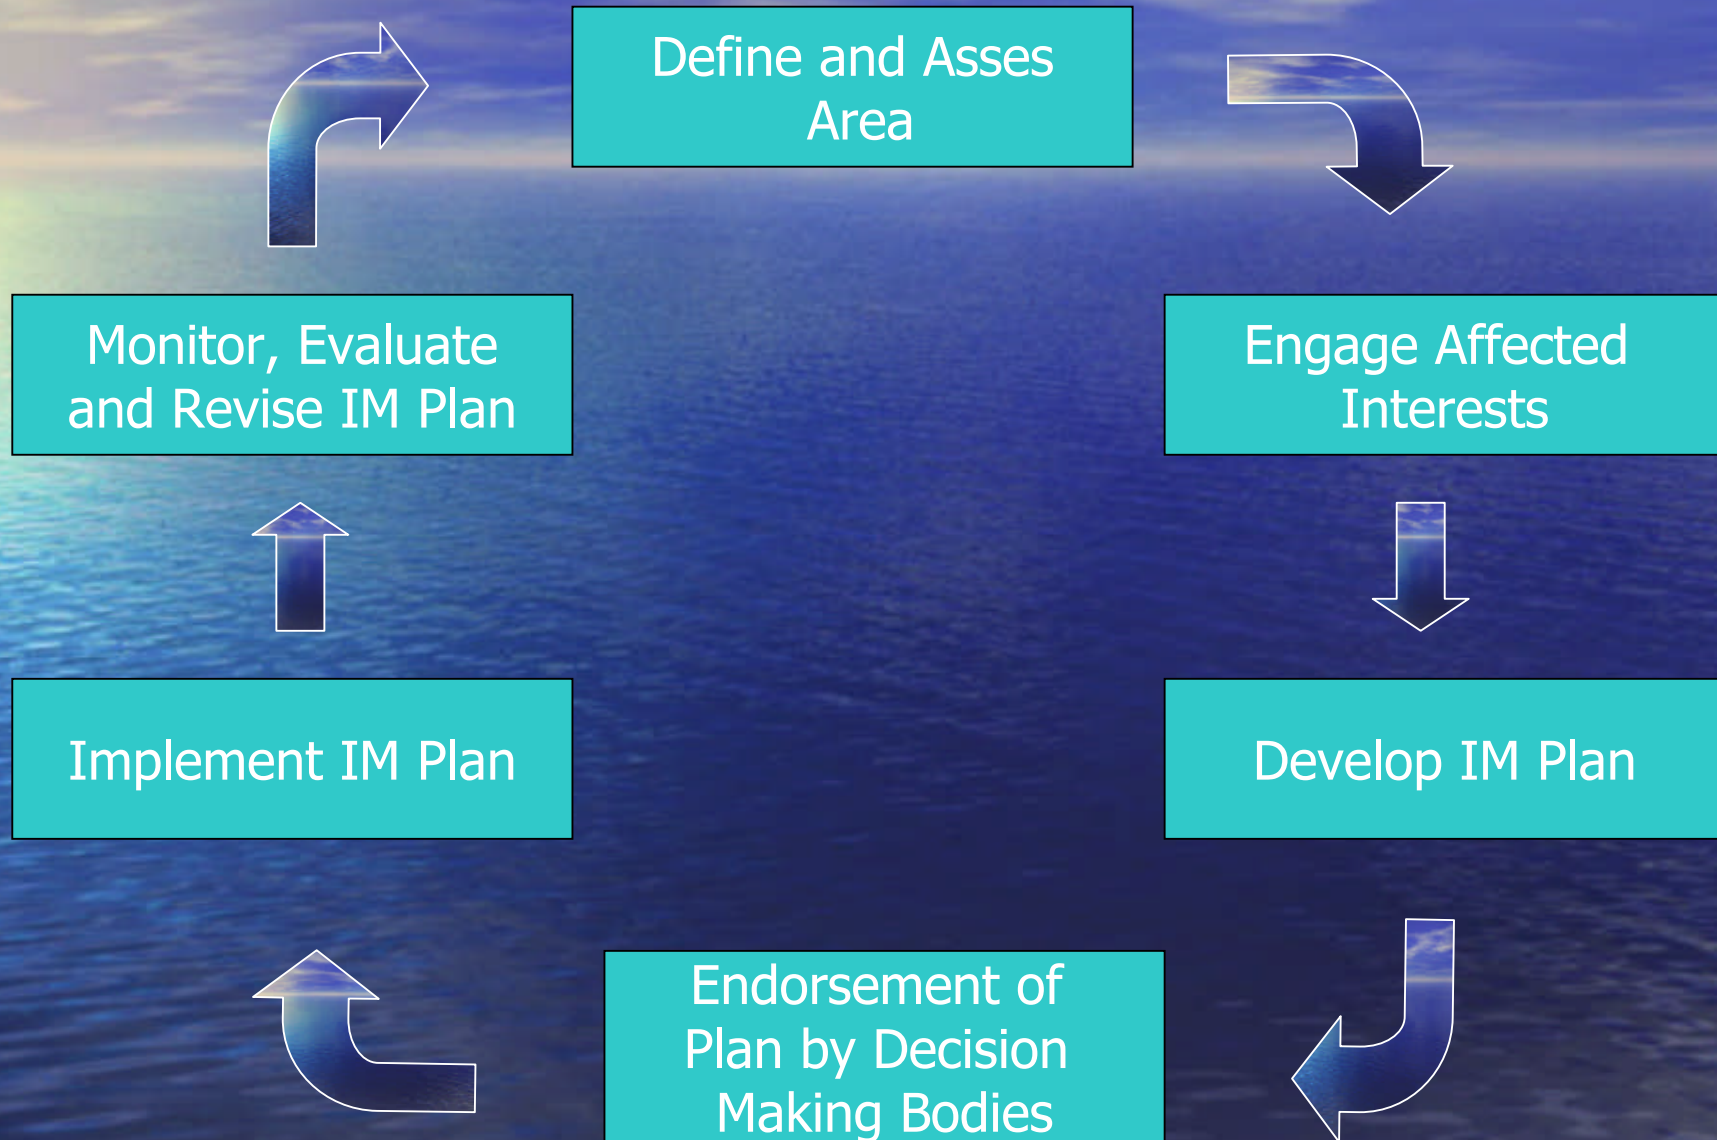 Define and Asses
Area
Engage Affected
Interests
Develop IM Plan
Endorsement of
Plan by Decision
Making Bodies
Implement IM Plan
Monitor, Evaluate
and Revise IM Plan